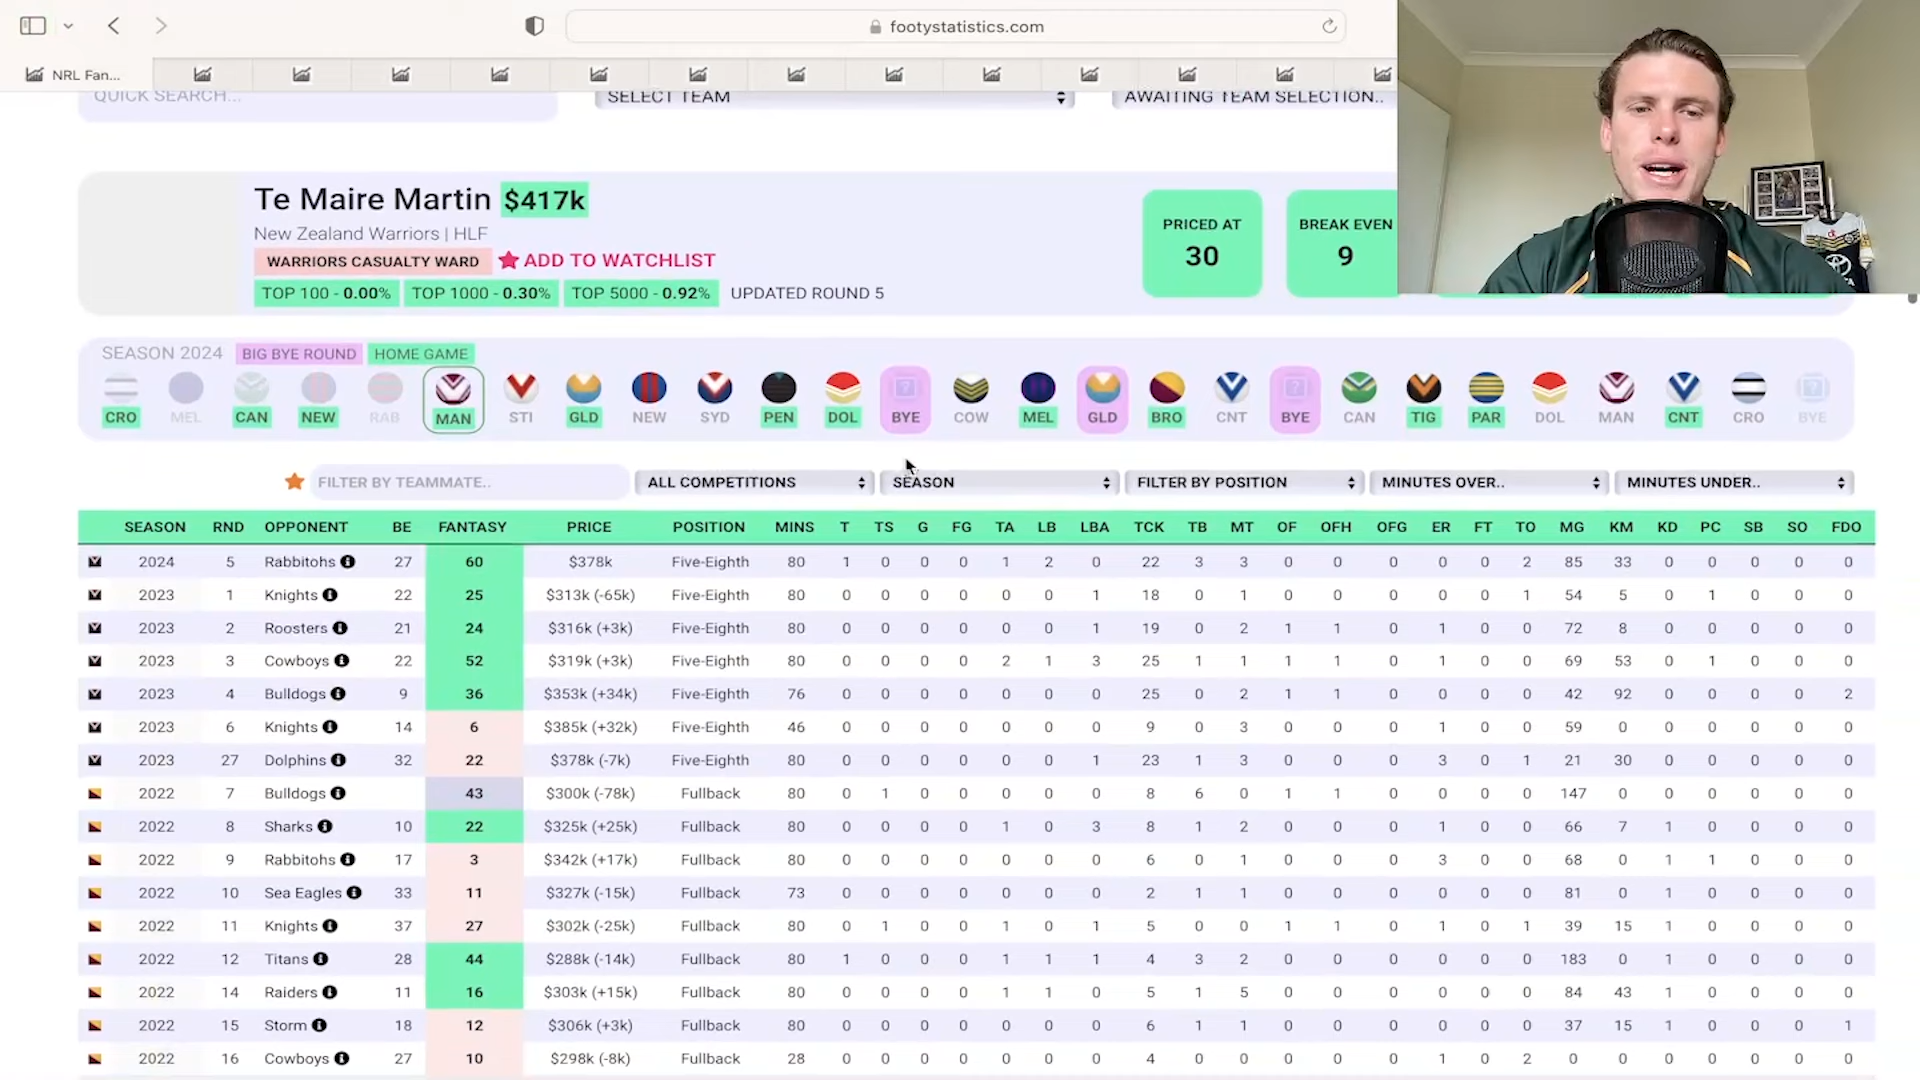 footystatistics.com
NRL Fan...
QUICK SEARCH...
SELECT TEAM
AWAITING TEAM SELECTION..
Te Maire Martin $417k
New Zealand Warriors | HLF
WARRIORS CASUALTY WARD ADD TO WATCHLIST
TOP 100 - 0.00% TOP 1000 - 0.30% TOP 5000 - 0.92% UPDATED ROUND 5
PRICED AT
30
BREAK EVEN
9
SEASON 2024 BIG BYE ROUND HOME GAME
CRO MEL CAN NEW RAB MAN STI GLD NEW SYD PEN DOL BYE COW MEL GLD BRO CNT BYE CAN TIG PAR DOL MAN CNT CRO BYE
FILTER BY TEAMMATE.. ALL COMPETITIONS SEASON FILTER BY POSITION MINUTES OVER.. MINUTES UNDER..
SEASON RND OPPONENT BE FANTASY PRICE POSITION MINS T TS G FG TA LB LBA TCK TB MT OF OFH OFG ER FT TO MG KM KD PC SB SO FDO
2024 5 Rabbitohs 27 60 $378k Five-Eighth 80 1 0 0 0 1 2 0 22 3 3 0 0 0 0 0 2 85 33 0 0 0 0 0
2023 1 Knights 22 25 $313k (-65k) Five-Eighth 80 0 0 0 0 0 0 1 18 0 1 0 0 0 0 0 1 54 5 0 1 0 0 0
2023 2 Roosters 21 24 $316k (+3k) Five-Eighth 80 0 0 0 0 0 0 1 19 0 2 1 1 0 1 0 0 72 8 0 0 0 0 0
2023 3 Cowboys 22 52 $319k (+3k) Five-Eighth 80 0 0 0 0 2 1 3 25 1 1 1 1 0 1 0 0 69 53 0 1 0 0 0
2023 4 Bulldogs 9 36 $353k (+34k) Five-Eighth 76 0 0 0 0 0 0 0 25 0 2 1 1 0 0 0 0 42 92 0 0 0 0 2
2023 6 Knights 14 6 $385k (+32k) Five-Eighth 46 0 0 0 0 0 0 0 9 0 3 0 0 0 1 0 0 59 0 0 0 0 0 0
2023 27 Dolphins 32 22 $378k (-7k) Five-Eighth 80 0 0 0 0 0 0 1 23 1 3 0 0 0 3 0 1 21 30 0 0 0 0 0
2022 7 Bulldogs 43 $300k (-78k) Fullback 80 0 1 0 0 0 0 0 8 6 0 1 1 0 0 0 0 147 0 0 0 0 0 0
2022 8 Sharks 10 22 $325k (+25k) Fullback 80 0 0 0 0 1 0 3 8 1 2 0 0 0 1 0 0 66 7 1 0 0 0 0
2022 9 Rabbitohs 17 3 $342k (+17k) Fullback 80 0 0 0 0 0 0 0 6 0 1 0 0 0 3 0 0 68 0 1 1 0 0 0
2022 10 Sea Eagles 33 11 $327k (-15k) Fullback 73 0 0 0 0 0 0 0 2 1 1 0 0 0 0 0 0 81 0 1 0 0 0 0
2022 11 Knights 37 27 $302k (-25k) Fullback 80 0 1 0 0 1 0 1 5 0 0 1 1 0 1 0 1 39 15 1 0 0 0 0
2022 12 Titans 28 44 $288k (-14k) Fullback 80 1 0 0 0 1 1 1 4 3 2 0 0 0 0 0 0 183 0 1 0 0 0 0
2022 14 Raiders 11 16 $303k (+15k) Fullback 80 0 0 0 0 1 1 0 5 1 5 0 0 0 0 0 0 84 43 1 0 0 0 0
2022 15 Storm 18 12 $306k (+3k) Fullback 80 0 0 0 0 0 0 0 6 1 1 0 0 0 0 0 0 37 15 1 0 0 0 1
2022 16 Cowboys 27 10 $298k (-8k) Fullback 28 0 0 0 0 0 0 0 4 0 0 0 0 0 1 0 2 0 0 0 0 0 0 0